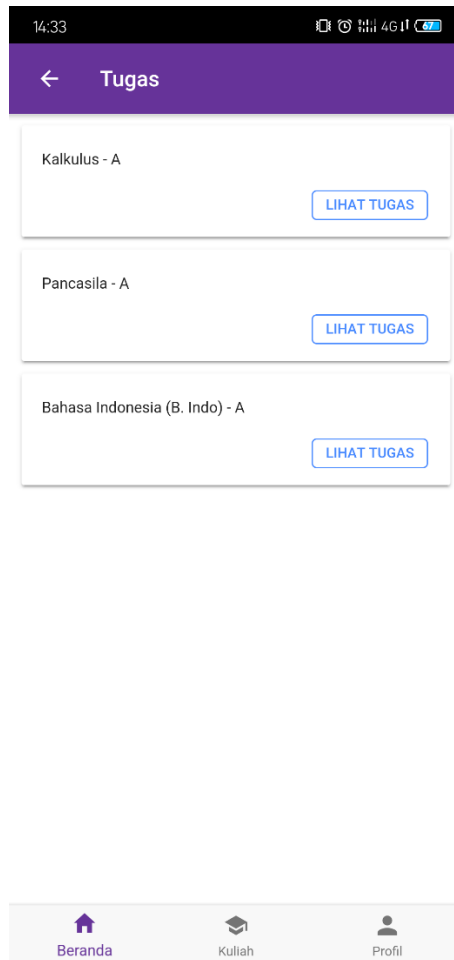 14:33 4G 67
Tugas
Kalkulus - A
LIHAT TUGAS
Pancasila - A
LIHAT TUGAS
Bahasa Indonesia (B. Indo) - A
LIHAT TUGAS
Beranda Kuliah Profil